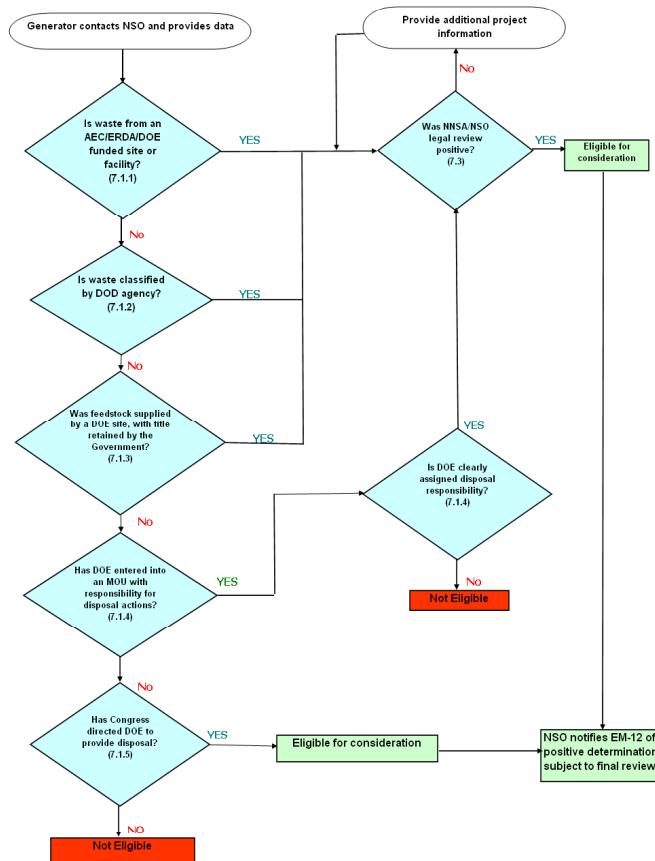 Generator contacts NSO and provides data
Provide additional project
information
No
Is waste from an
AEC/ERDA/DOE
funded site or
facility?
(7.1.1)
YES
Was NNSA/NSO
legal review
positive?
(7.3)
YES
Eligible for
consideration
No
Is waste classified
by DOD agency?
(7.1.2)
YES
No
Was feedstock supplied
by a DOE site, with title
retained by the
Government?
(7.1.3)
YES
YES
Is DOE clearly
assigned disposal
responsibility?
(7.1.4)
No
Has DOE entered into
an MOU with
responsibility for
disposal actions?
(7.1.4)
YES
No
Not Eligible
No
Has Congress
directed DOE to
provide disposal?
(7.1.5)
YES
Eligible for consideration
NSO notifies EM-12 of
positive determination
subject to final review
NO
Not Eligible